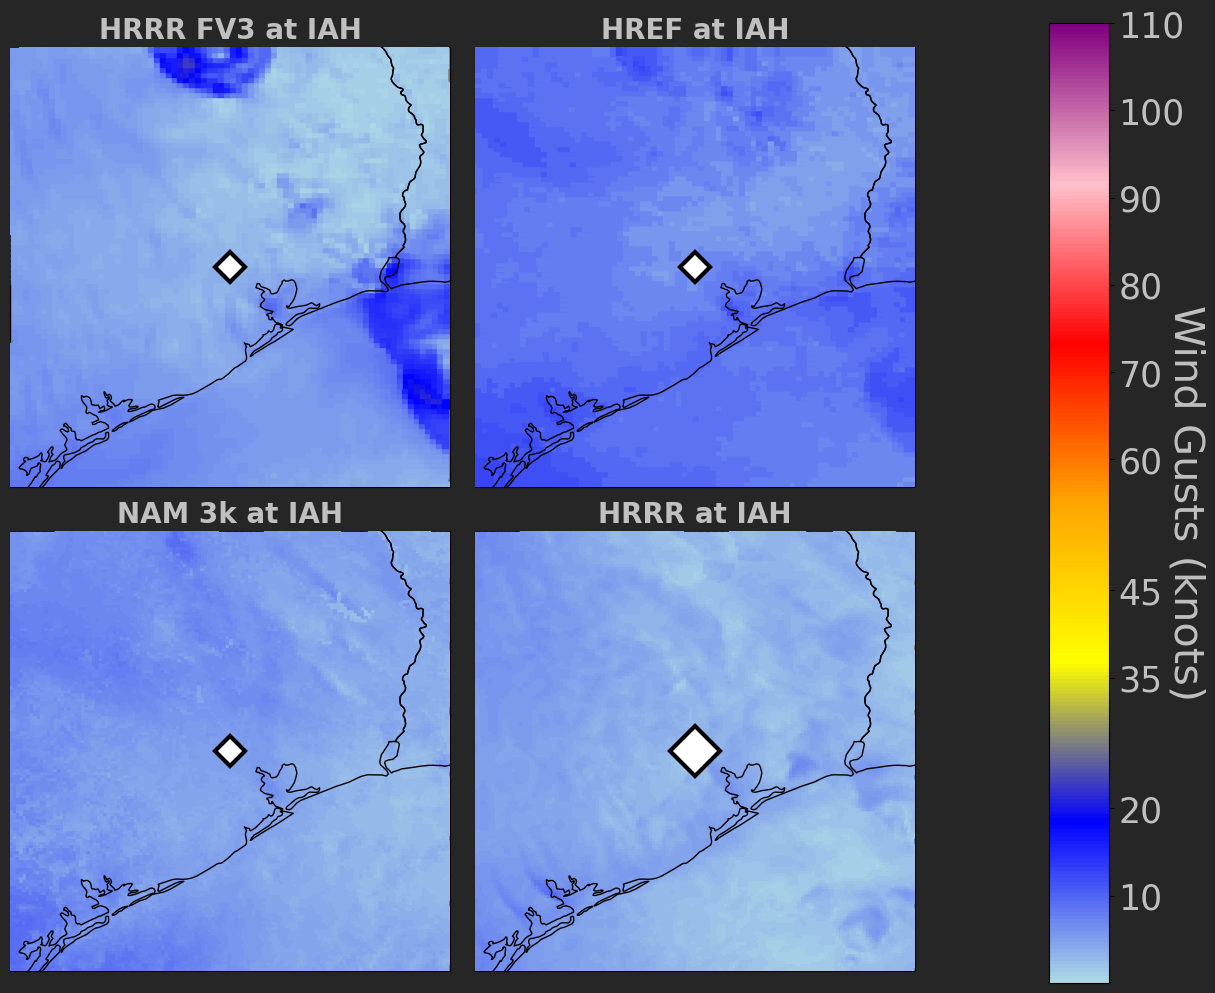 HRRR FV3 at IAH
HREF at IAH
NAM 3k at IAH
HRRR at IAH
110
100
90
80
70
60
45
35
20
10
Wind Gusts (knots)